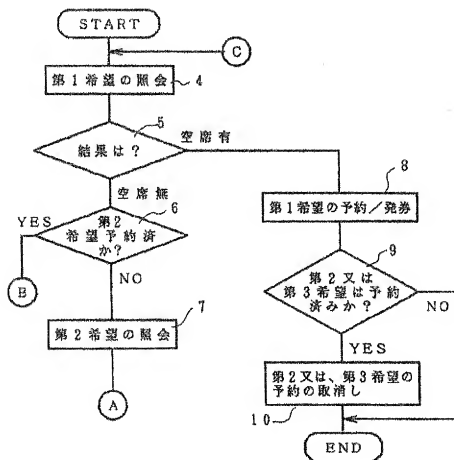 START
C
第1希望の照会
4
5
結果は?
空席有
空席無
8
YES
第2
希望予約済
か?
6
第1希望の予約/発券
9
B
NO
第2又は
第3希望は予約
済みか?
NO
7
第2希望の照会
YES
A
第2又は、第3希望の
予約の取消し
10
END